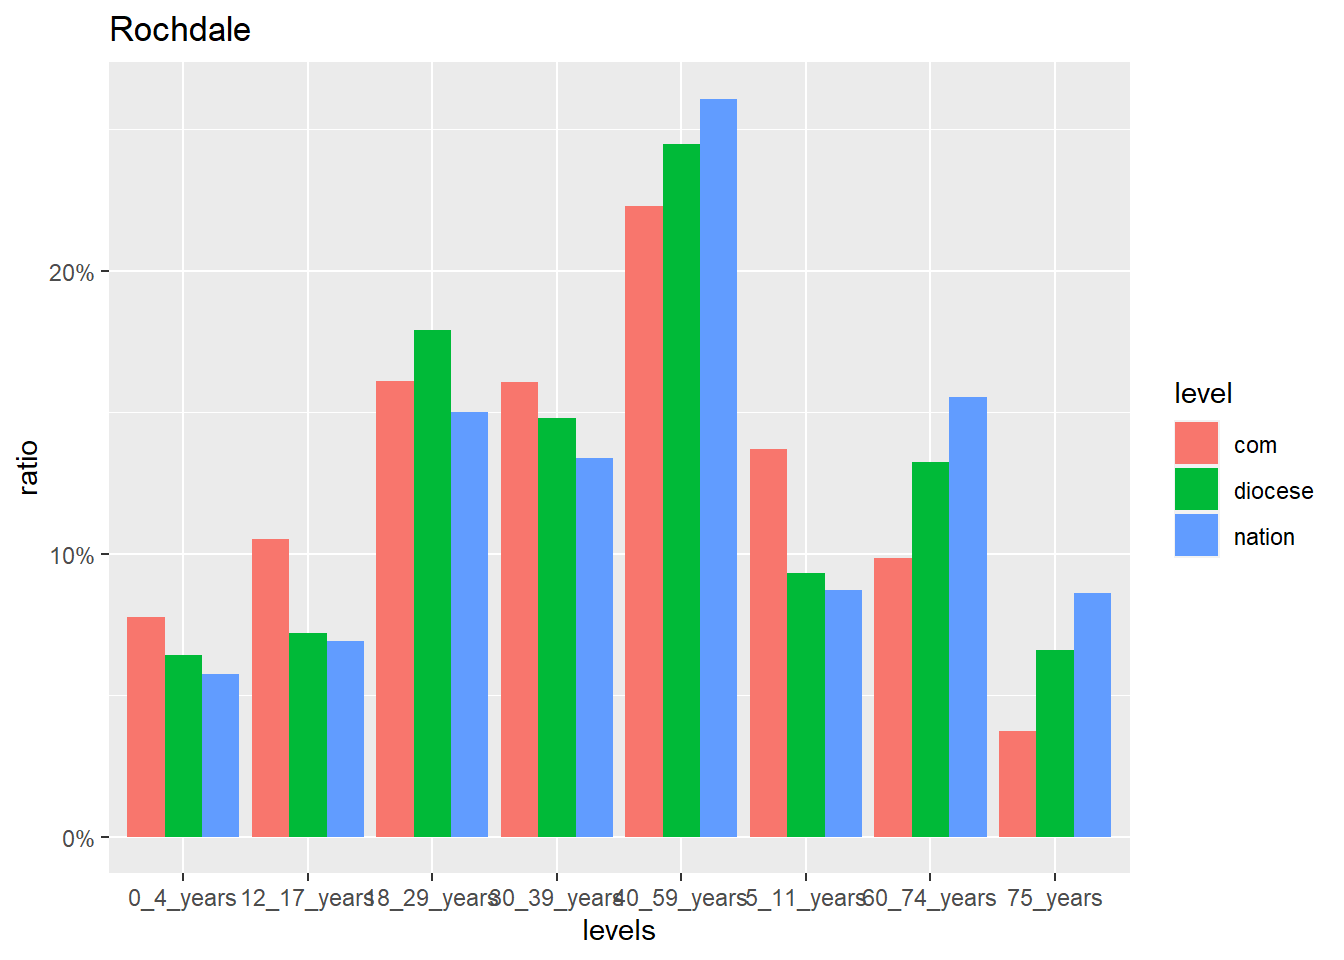 Rochdale
ratio
20%
10%
0%
0_4_years 12_17_years 18_29_years 30_39_years 40_59_years 5_11_years 60_74_years 75_years
levels
level
com
diocese
nation